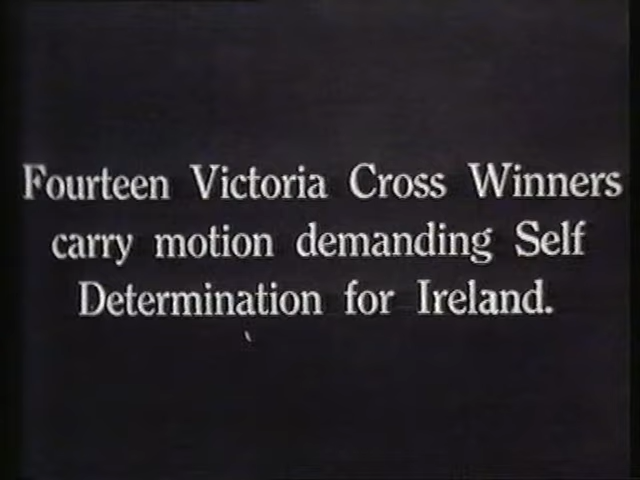 Fourteen Victoria Cross Winners
carry motion demanding Self
Determination for Ireland.